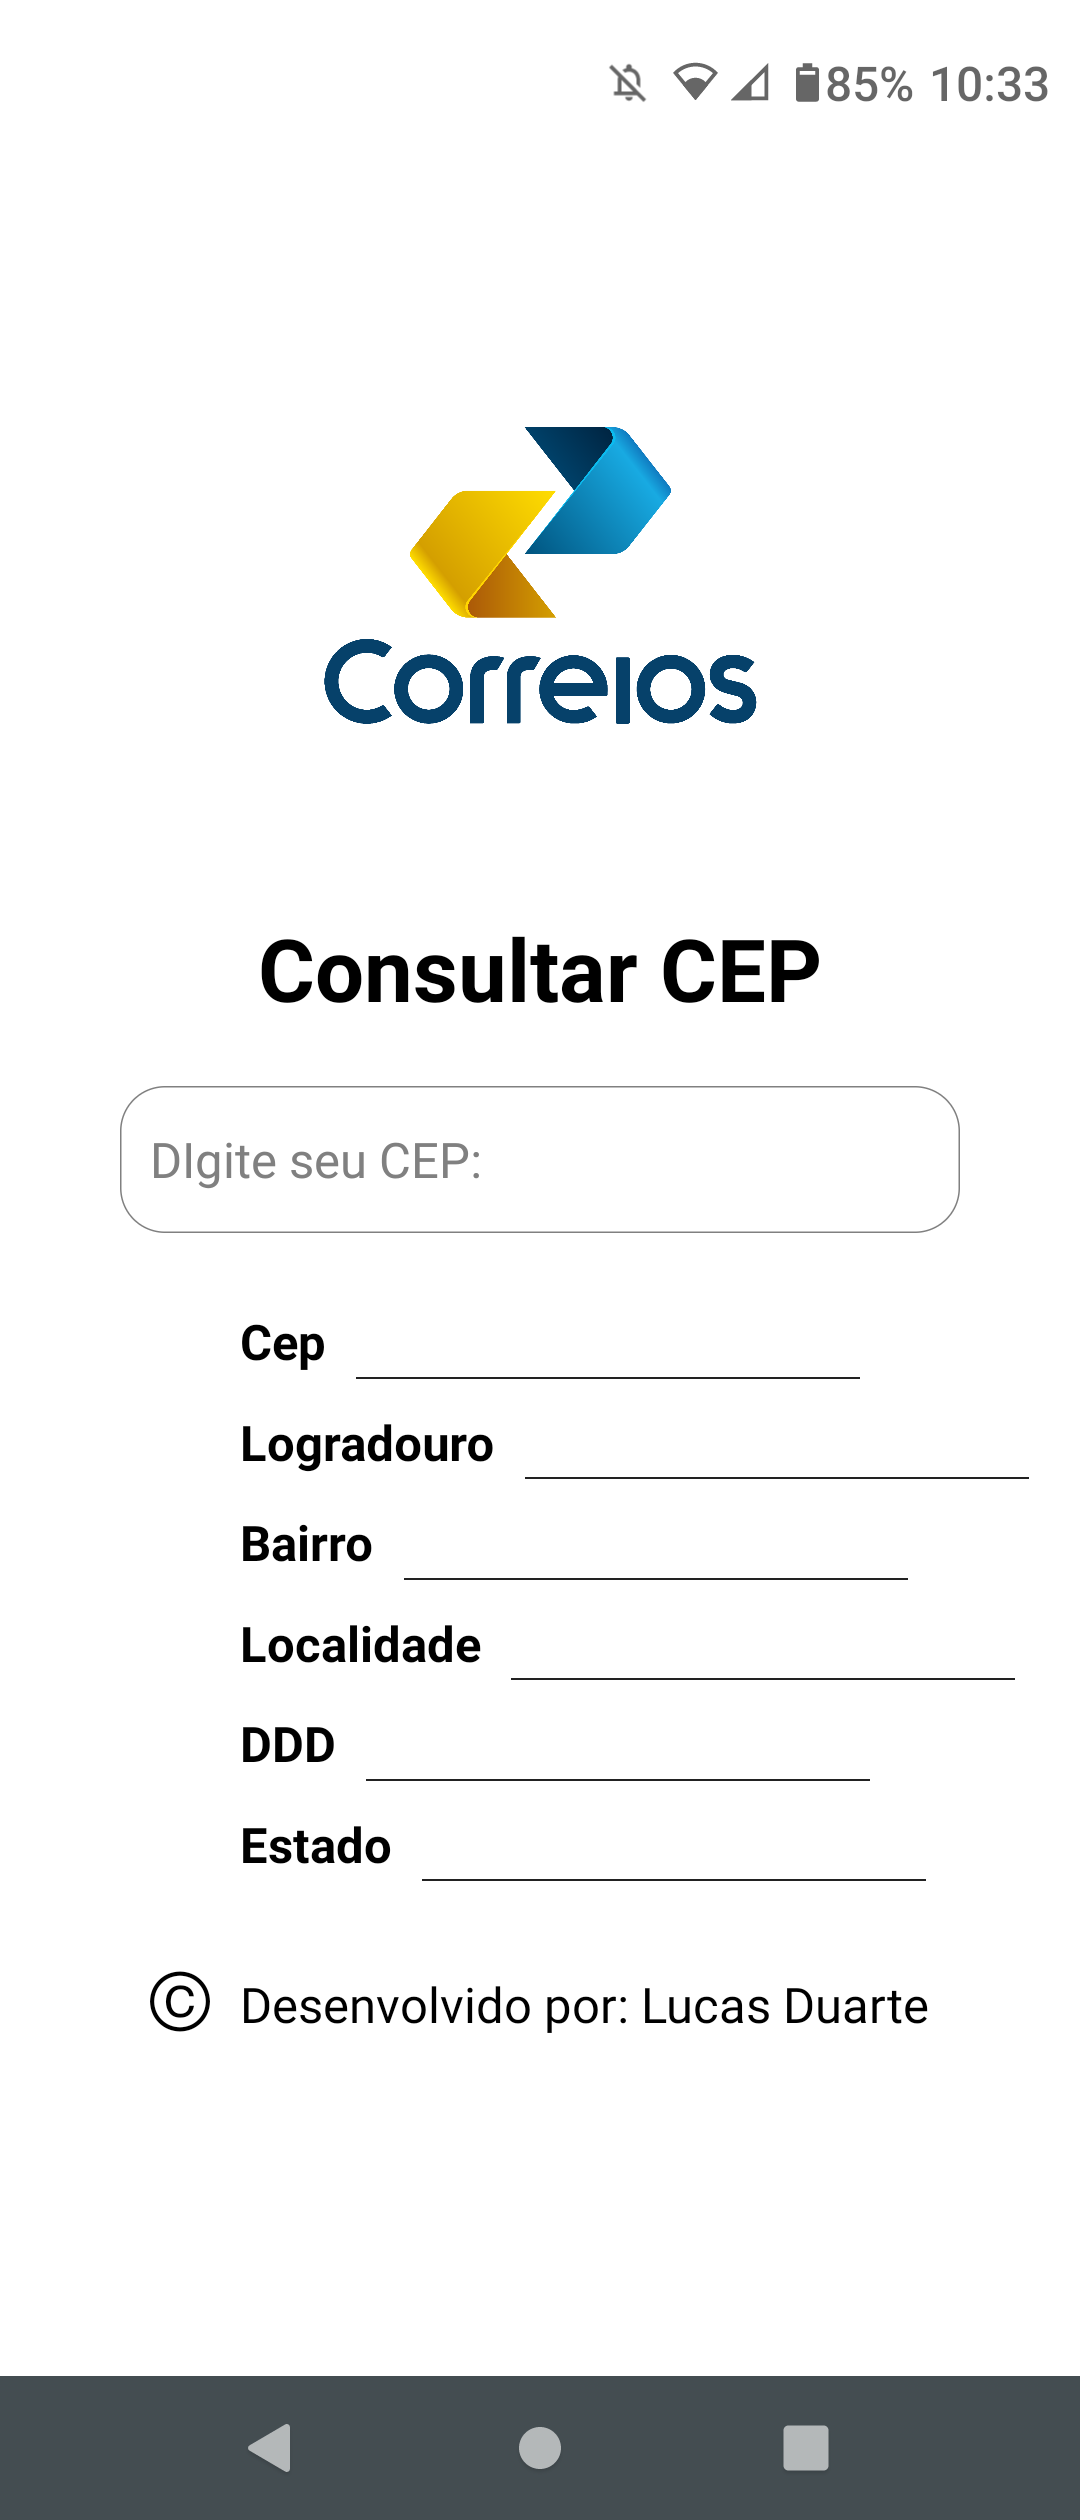 85% 10:33
Correios
Consultar CEP
DIgite seu CEP:
Cep
Logradouro
Bairro
Localidade
DDD
Estado
© Desenvolvido por: Lucas Duarte